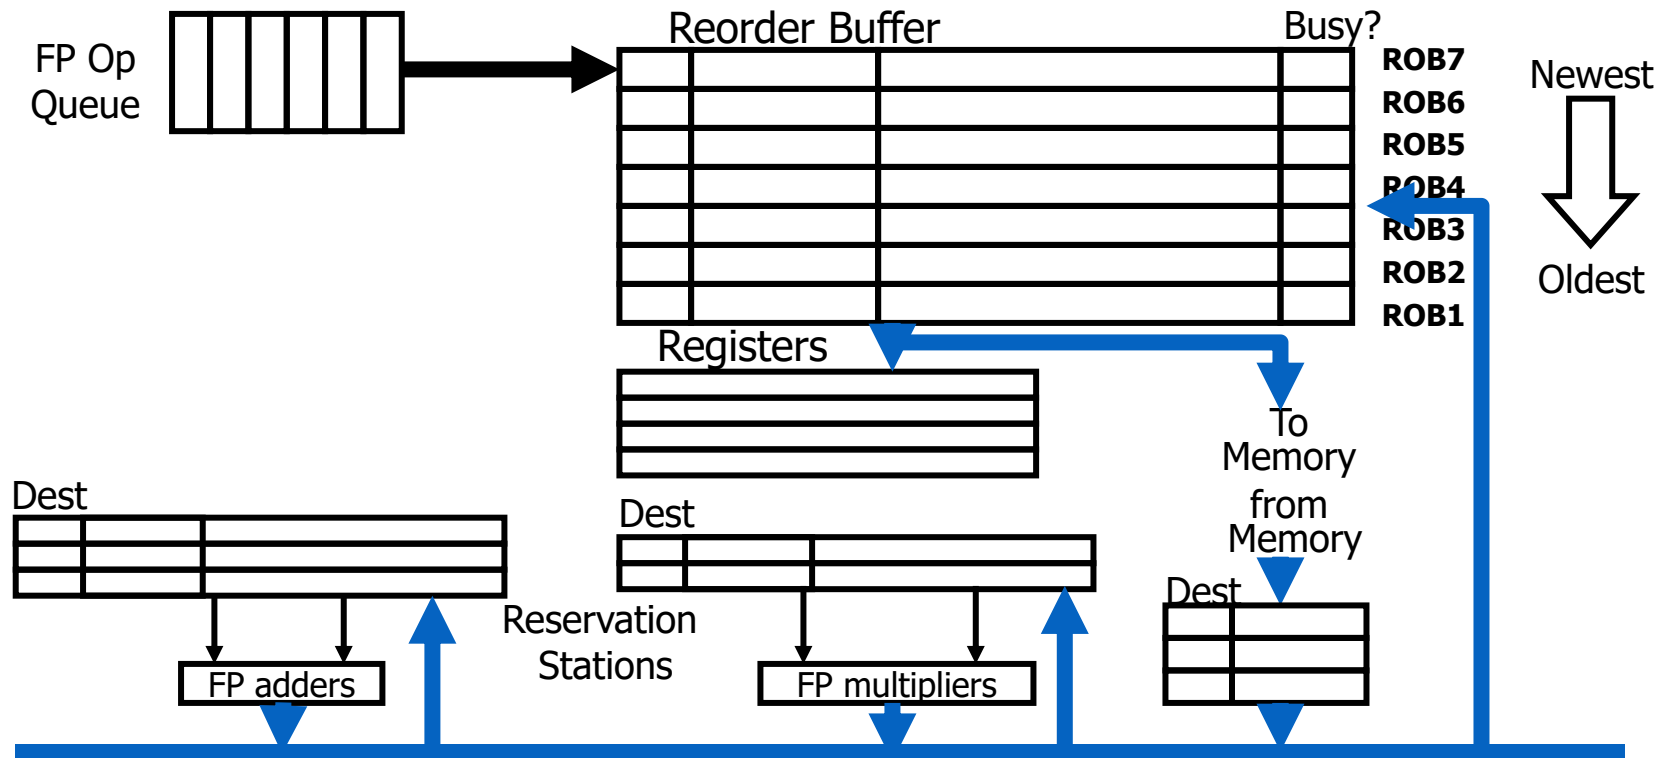 FP Op
Queue
Reorder Buffer
Busy?
ROB7
ROB6
ROB5
ROB4
ROB3
ROB2
ROB1
Newest
Oldest
Registers
To
Memory
from
Memory
Dest
Dest
Dest
Reservation
Stations
FP adders
FP multipliers